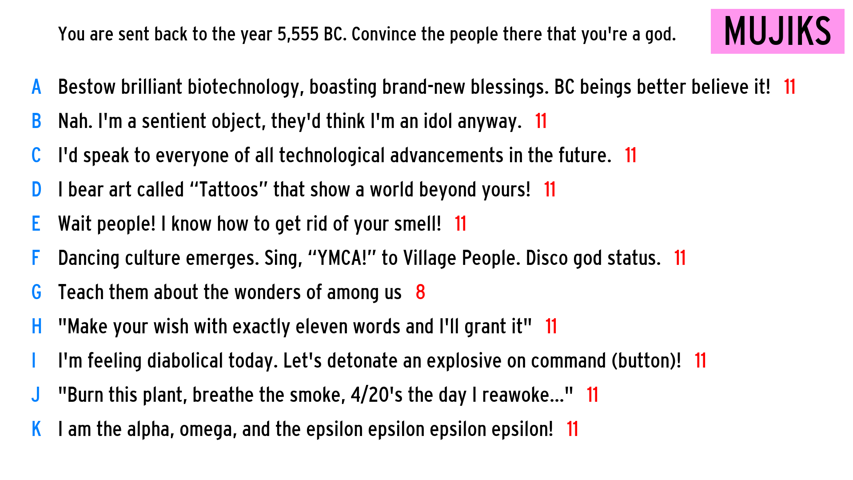 You are sent back to the year 5,555 BC. Convince the people there that you're a god.
MUJIKS
A Bestow brilliant biotechnology, boasting brand-new blessings. BC beings better believe it! 11
B Nah. I'm a sentient object, they'd think I'm an idol anyway. 11
C I'd speak to everyone of all technological advancements in the future. 11
D I bear art called “Tattoos” that show a world beyond yours! 11
E Wait people! I know how to get rid of your smell! 11
F Dancing culture emerges. Sing, “YMCA!” to Village People. Disco god status. 11
G Teach them about the wonders of among us 8
H "Make your wish with exactly eleven words and I'll grant it" 11
I I'm feeling diabolical today. Let's detonate an explosive on command (button)! 11
J "Burn this plant, breathe the smoke, 4/20's the day I reawoke..." 11
K I am the alpha, omega, and the epsilon epsilon epsilon epsilon! 11